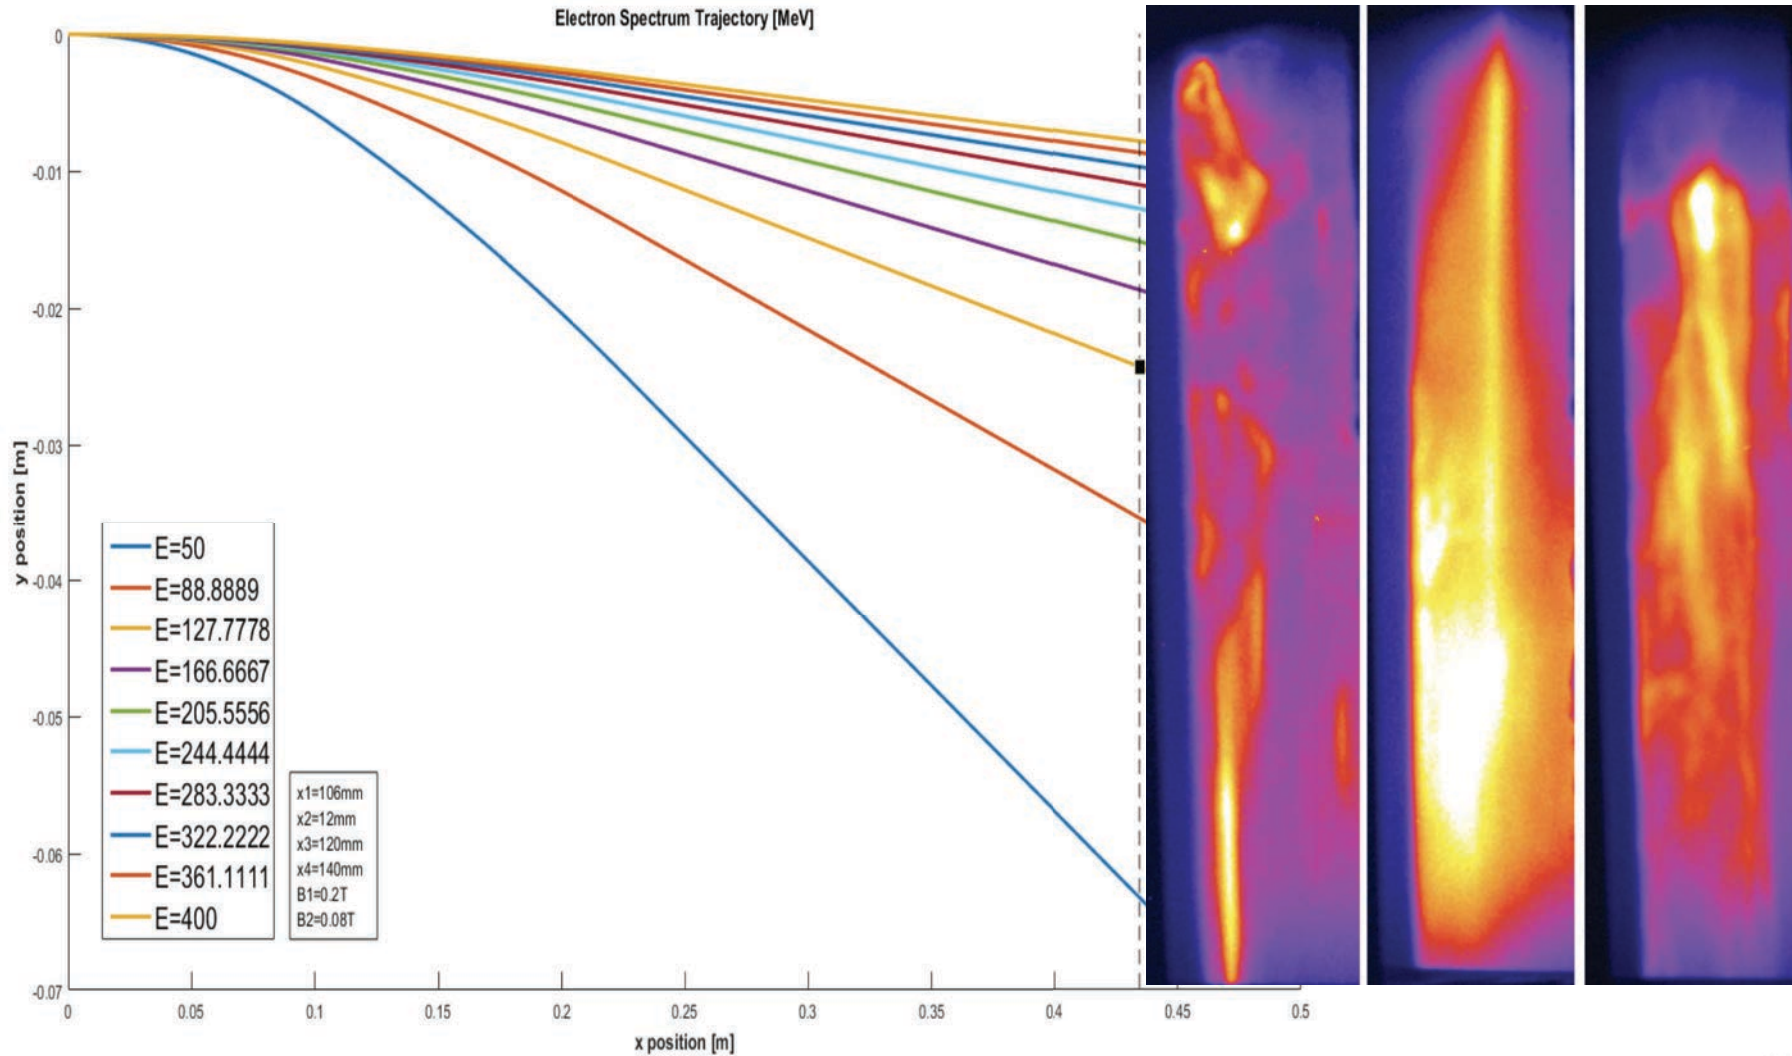 Electron Spectrum Trajectory [MeV]
0
-0.01
-0.02
-0.03
-0.04
-0.05
-0.06
-0.07
y position [m]
E=50
E=88.8889
E=127.7778
E=166.6667
E=205.5556
E=244.4444
E=283.3333
E=322.2222
E=361.1111
E=400
x1=106mm
x2=12mm
x3=120mm
x4=140mm
B1=0.2T
B2=0.08T
0 0.05 0.1 0.15 0.2 0.25 0.3 0.35 0.4 0.45 0.5
x position [m]